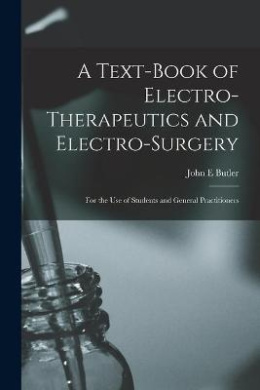 A Text-Book of
Electro-
Therapeutics and
Electro-Surgery
John E Butler
For the Use of Students and General Practitioners